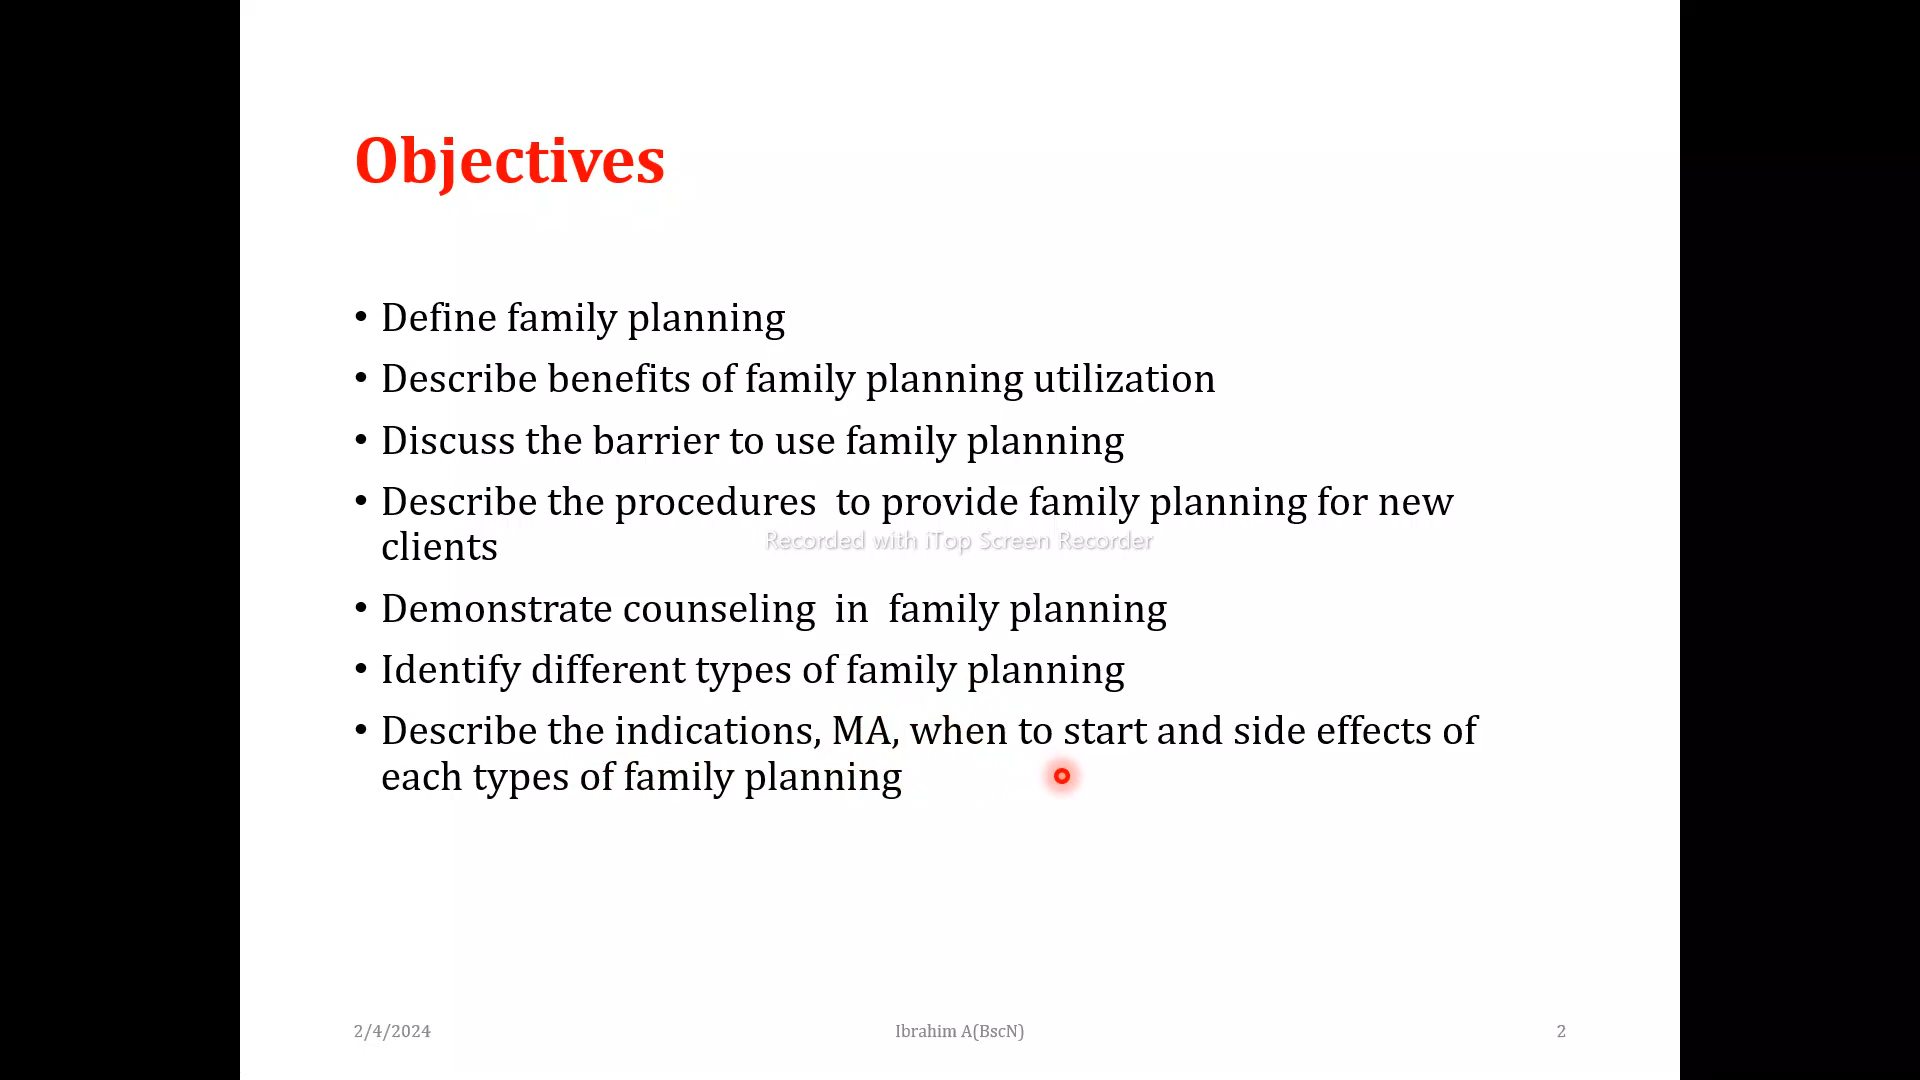 Objectives
• Define family planning
• Describe benefits of family planning utilization
• Discuss the barrier to use family planning
• Describe the procedures  to provide family planning for new
clients
Recorded with iTop Screen Recorder
• Demonstrate counseling  in  family planning
• Identify different types of family planning
• Describe the indications, MA, when to start and side effects of
each types of family planning
2/4/2024
Ibrahim A(BscN)
2